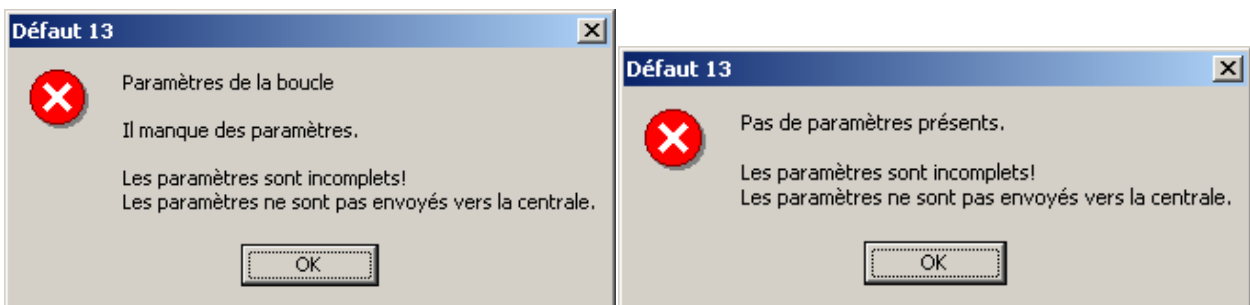 Défaut 13
Paramètres de la boucle
Il manque des paramètres.
Les paramètres sont incomplets!
Les paramètres ne sont pas envoyés vers la centrale.
OK
Défaut 13
Pas de paramètres présents.
Les paramètres sont incomplets!
Les paramètres ne sont pas envoyés vers la centrale.
OK